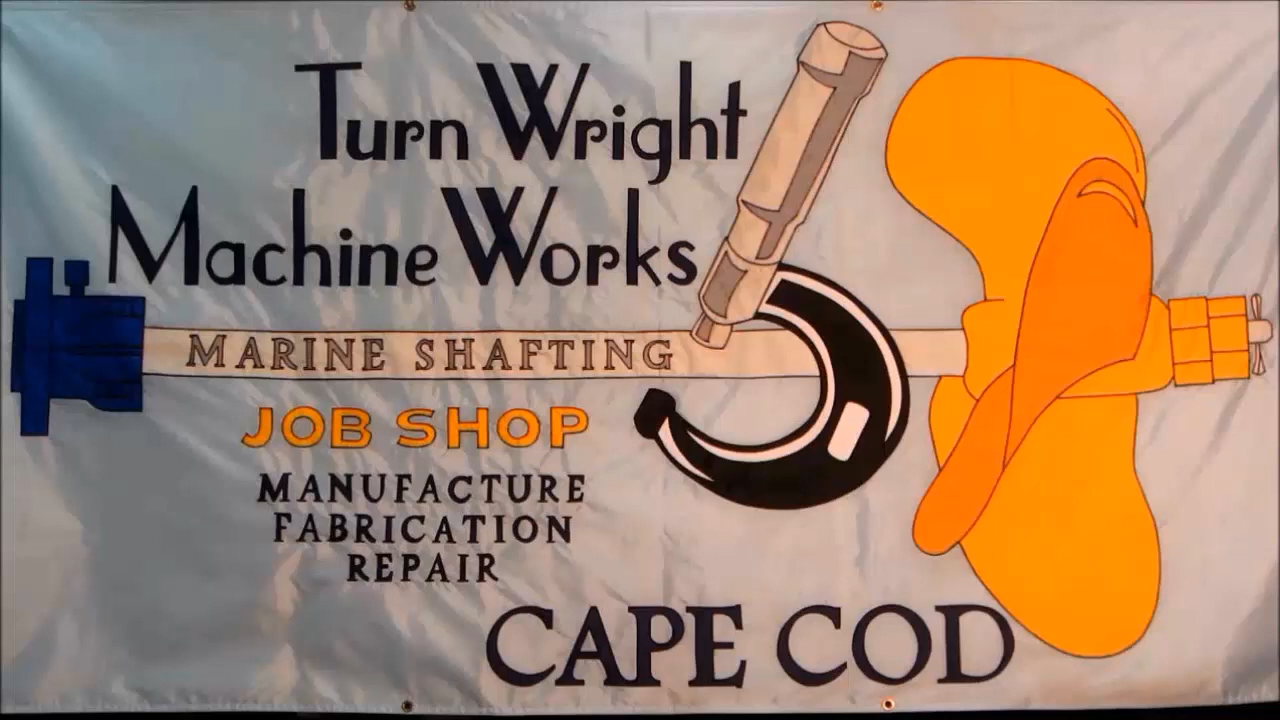 Turn Wright
Machine Works
MARINE SHAFTING
JOB SHOP
MANUFACTURE
FABRICATION
REPAIR
CAPE COD